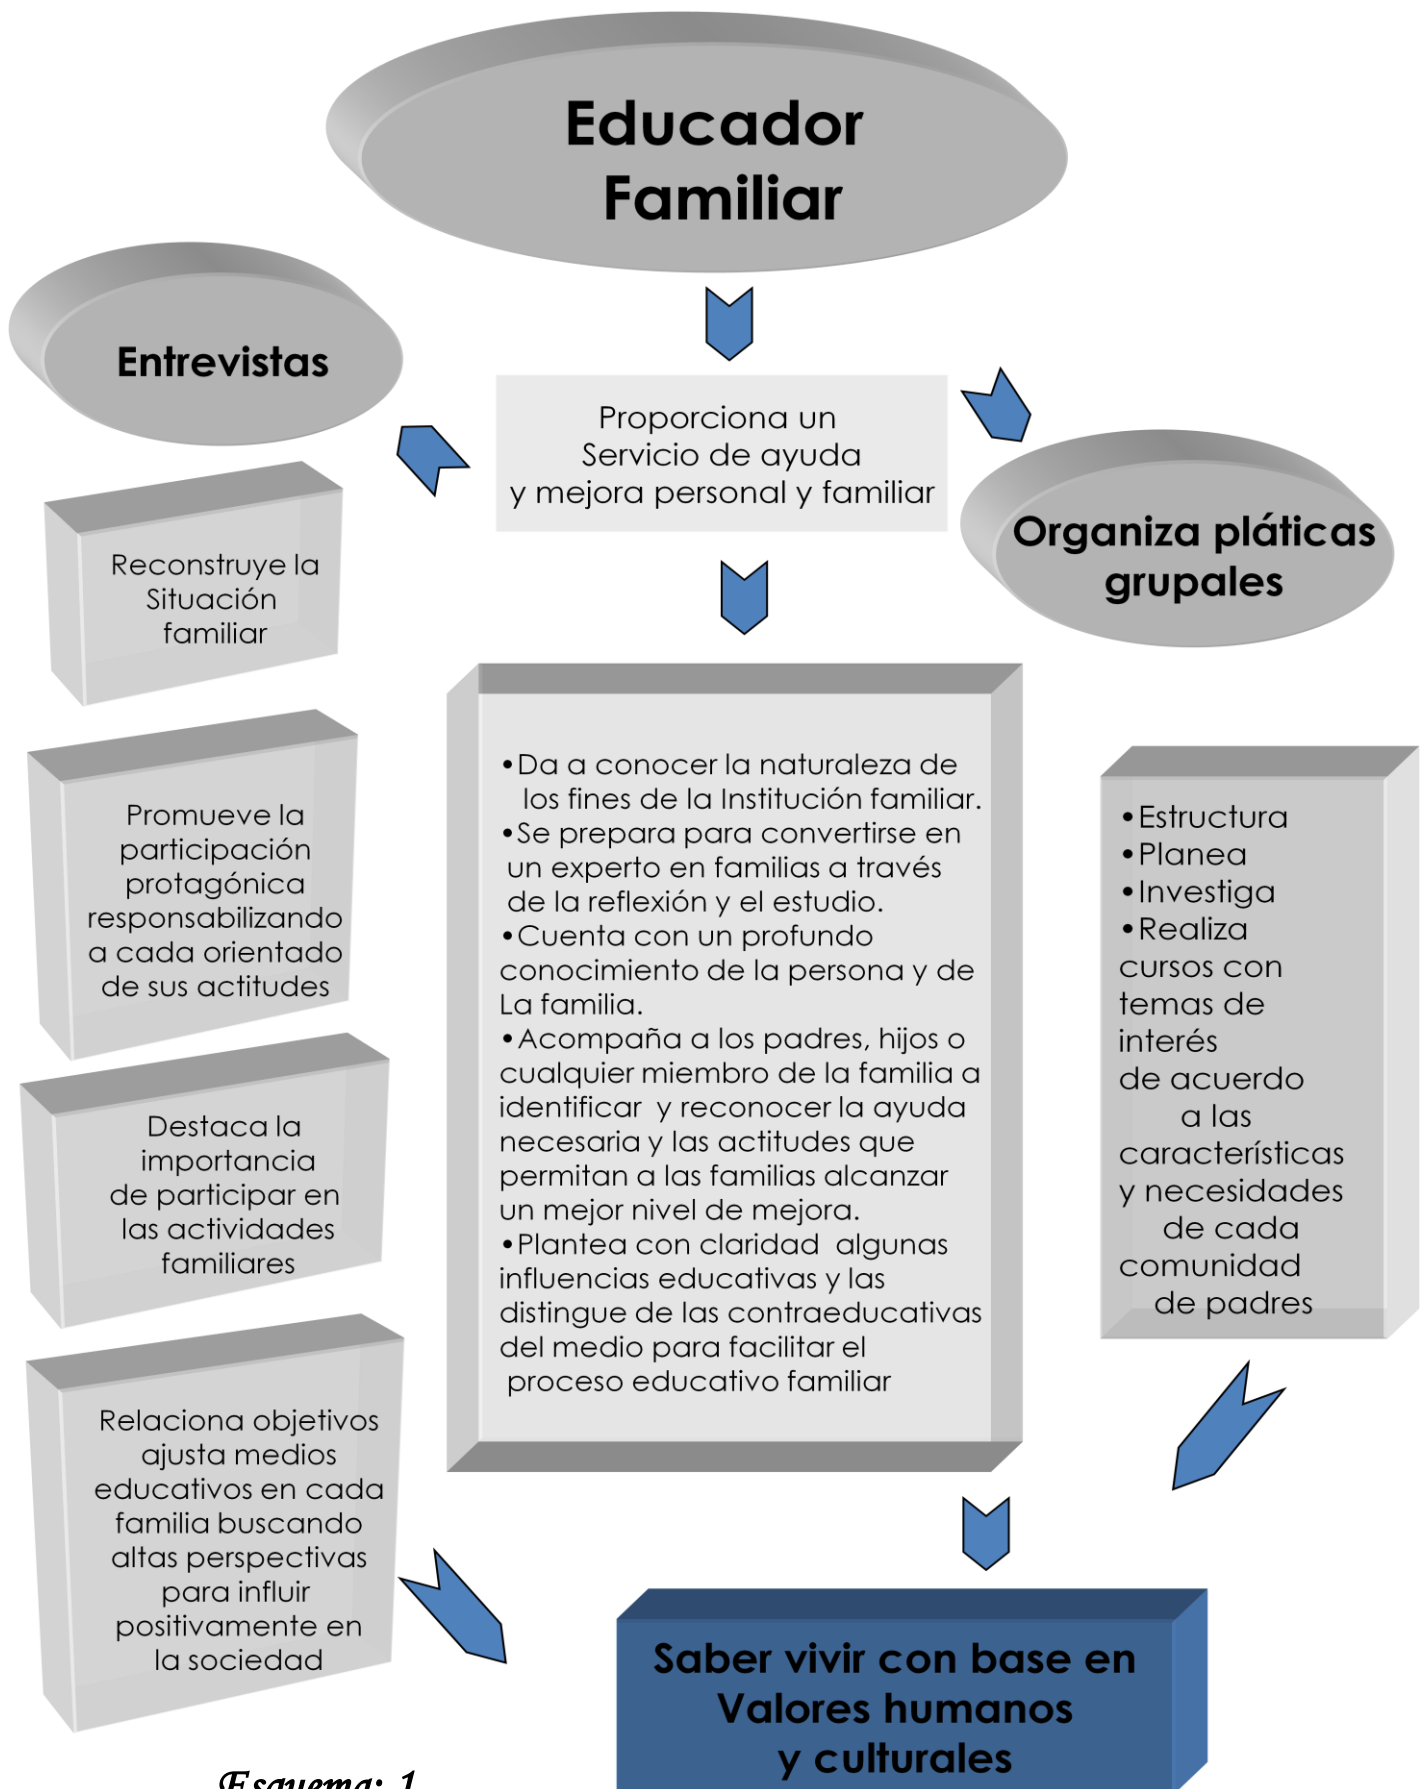 Educador
Familiar
Entrevistas
Proporciona un
Servicio de ayuda
y mejora personal y familiar
Organiza pláticas
grupales
Reconstruye la
Situación
familiar
Promueve la
participación
protagónica
responsabilizando
a cada orientado
de sus actitudes
Destaca la
importancia
de participar en
las actividades
familiares
Relaciona objetivos
ajusta medios
educativos en cada
familia buscando
altas perspectivas
para influir
positivamente en
la sociedad
•Da a conocer la naturaleza de
los fines de la Institución familiar.
•Se prepara para convertirse en
un experto en familias a través
de la reflexión y el estudio.
•Cuenta con un profundo
conocimiento de la persona y de
La familia.
•Acompaña a los padres, hijos o
cualquier miembro de la familia a
identificar y reconocer la ayuda
necesaria y las actitudes que
permitan a las familias alcanzar
un mejor nivel de mejora.
•Plantea con claridad algunas
influencias educativas y las
distingue de las contraeducativas
del medio para facilitar el
proceso educativo familiar
•Estructura
•Planea
•Investiga
•Realiza
cursos con
temas de
interés
de acuerdo
a las
características
y necesidades
de cada
comunidad
de padres
Saber vivir con base en
Valores humanos
y culturales
Esquema: 1